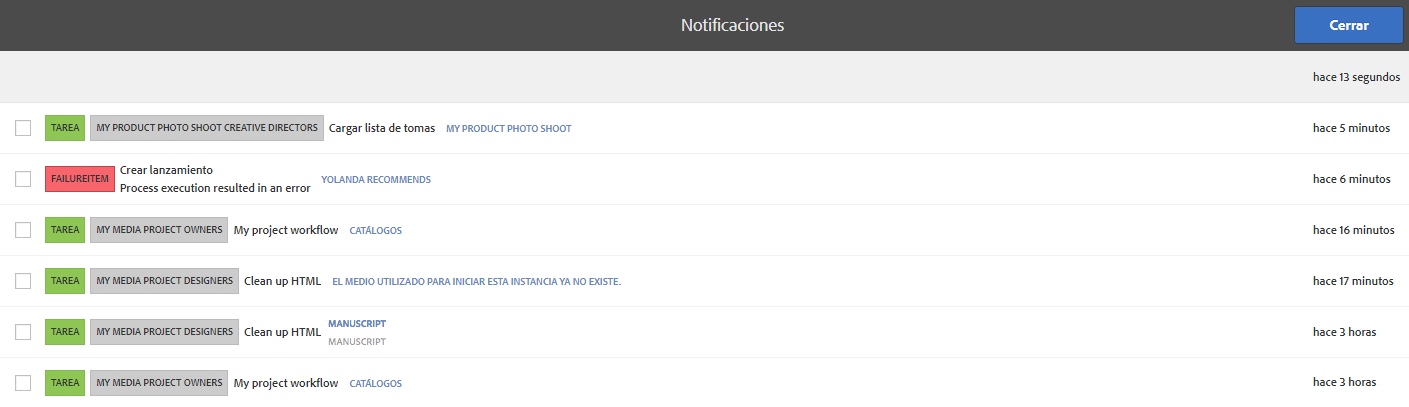 Notificaciones
Cerrar
hace 13 segundos
TAREA MY PRODUCT PHOTO SHOOT CREATIVE DIRECTORS Cargar lista de tomas MY PRODUCT PHOTO SHOOT hace 5 minutos
FAILUREITEM Crear lanzamiento
Process execution resulted in an error YOLANDA RECOMMENDS hace 6 minutos
TAREA MY MEDIA PROJECT OWNERS My project workflow CATÁLOGOS hace 16 minutos
TAREA MY MEDIA PROJECT DESIGNERS Clean up HTML EL MEDIO UTILIZADO PARA INICIAR ESTA INSTANCIA YA NO EXISTE. hace 17 minutos
TAREA MY MEDIA PROJECT DESIGNERS Clean up HTML MANUSCRIPT
MANUSCRIPT hace 3 horas
TAREA MY MEDIA PROJECT OWNERS My project workflow CATÁLOGOS hace 3 horas